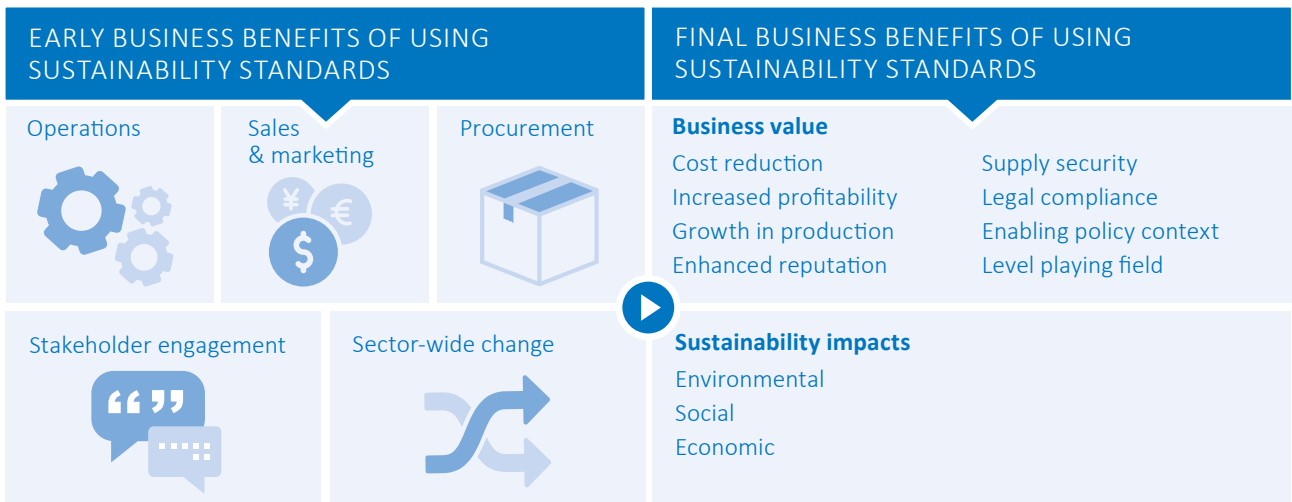 EARLY BUSINESS BENEFITS OF USING
SUSTAINABILITY STANDARDS
Operations
Sales
& marketing
¥
€
$
Procurement
Stakeholder engagement
Sector-wide change
FINAL BUSINESS BENEFITS OF USING
SUSTAINABILITY STANDARDS
Business value
Cost reduction
Increased profitability
Growth in production
Enhanced reputation
Supply security
Legal compliance
Enabling policy context
Level playing field
Sustainability impacts
Environmental
Social
Economic